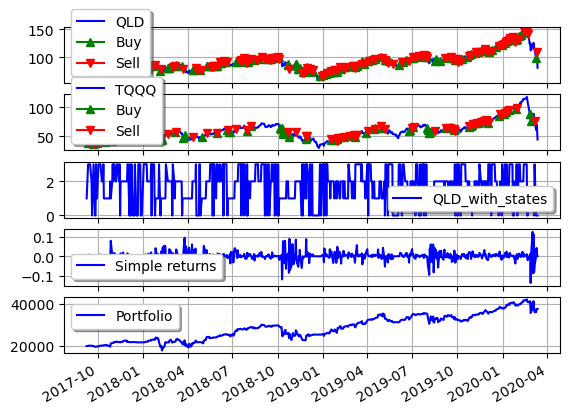 QLD
Buy
Sell
150
100
TQQQ
Buy
Sell
100
50
2
0
QLD_with_states
0.1
0.0
−0.1
Simple returns
40000
20000
Portfolio
2017-10
2018-01
2018-04
2018-07
2018-10
2019-01
2019-04
2019-07
2019-10
2020-01
2020-04